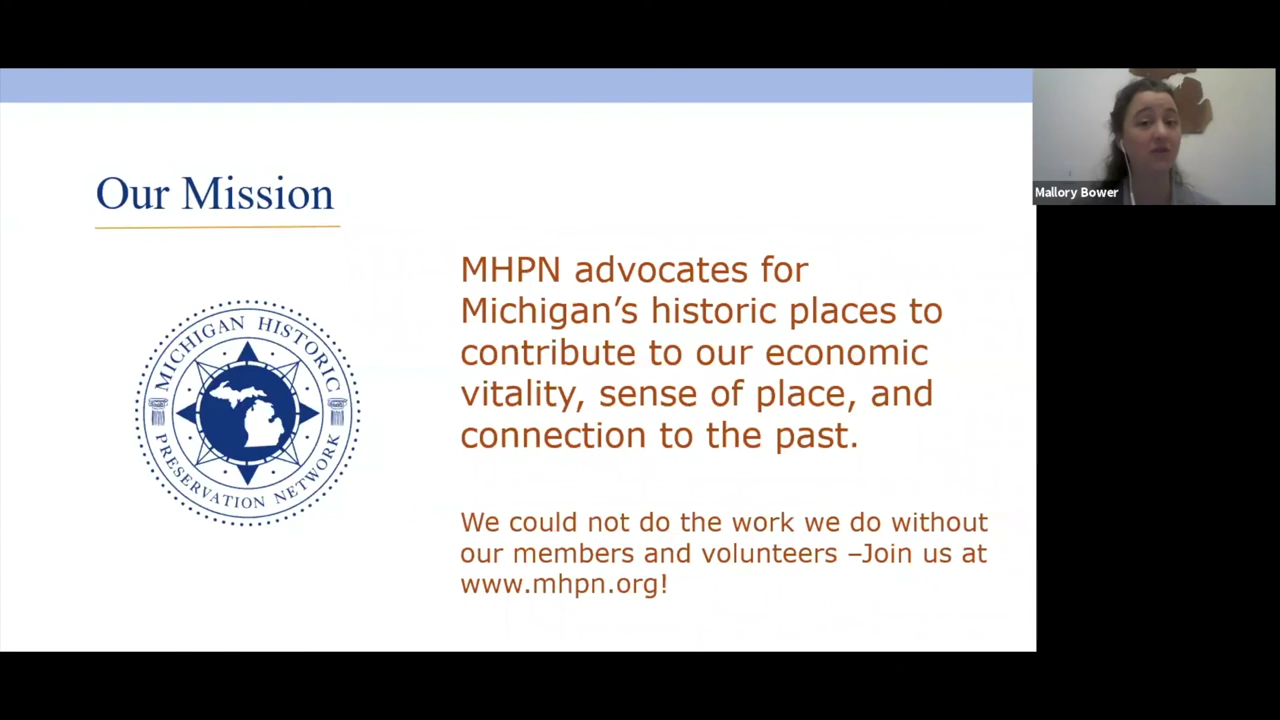 Our Mission
MICHIGAN HISTORIC
PRESERVATION NETWORK
MHPN advocates for
Michigan’s historic places to
contribute to our economic
vitality, sense of place, and
connection to the past.
We could not do the work we do without
our members and volunteers –Join us at
www.mhpn.org!
Mallory Bower